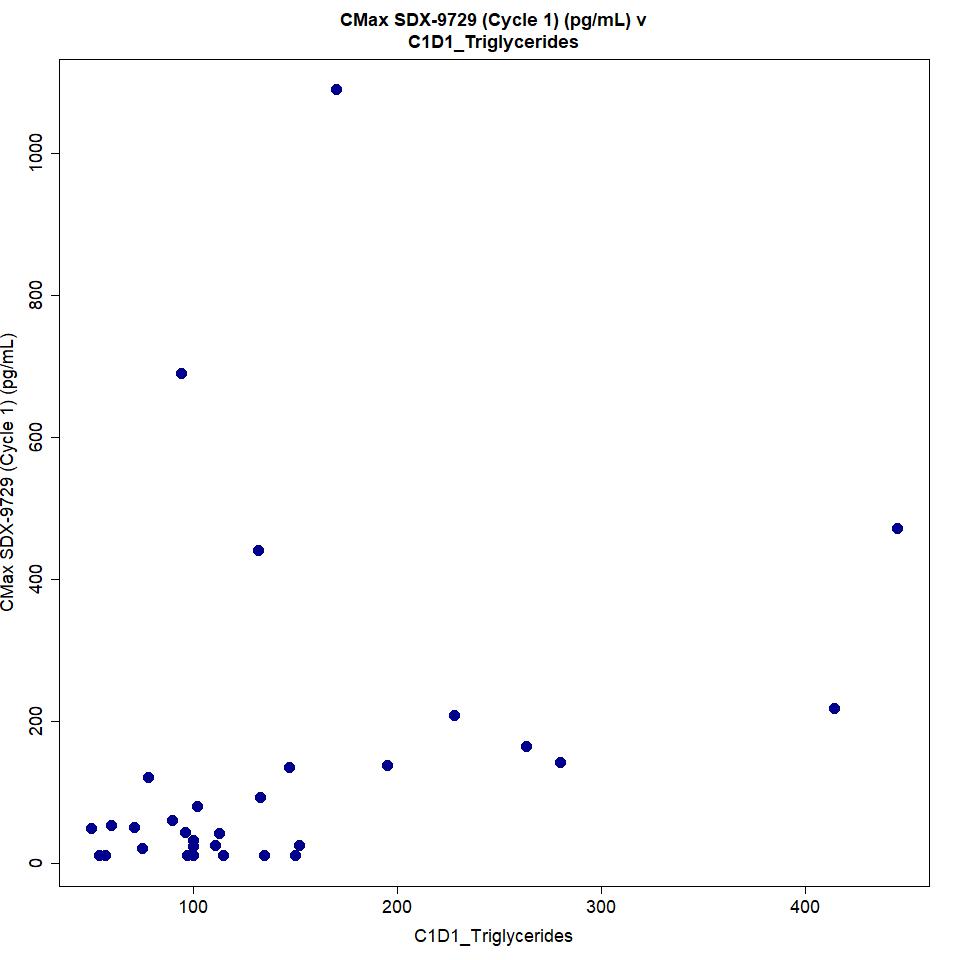 CMax SDX-9729 (Cycle 1) (pg/mL) v
C1D1_Triglycerides
1000
800
600
400
200
0
CMax SDX-9729 (Cycle 1) (pg/mL)
100 200 300 400
C1D1_Triglycerides